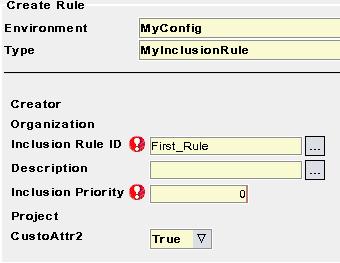 Create Rule
Environment MyConfig
Type MyInclusionRule
Creator
Organization
Inclusion Rule ID First_Rule ...
Description ...
Inclusion Priority 0
Project
CustoAttr2 True